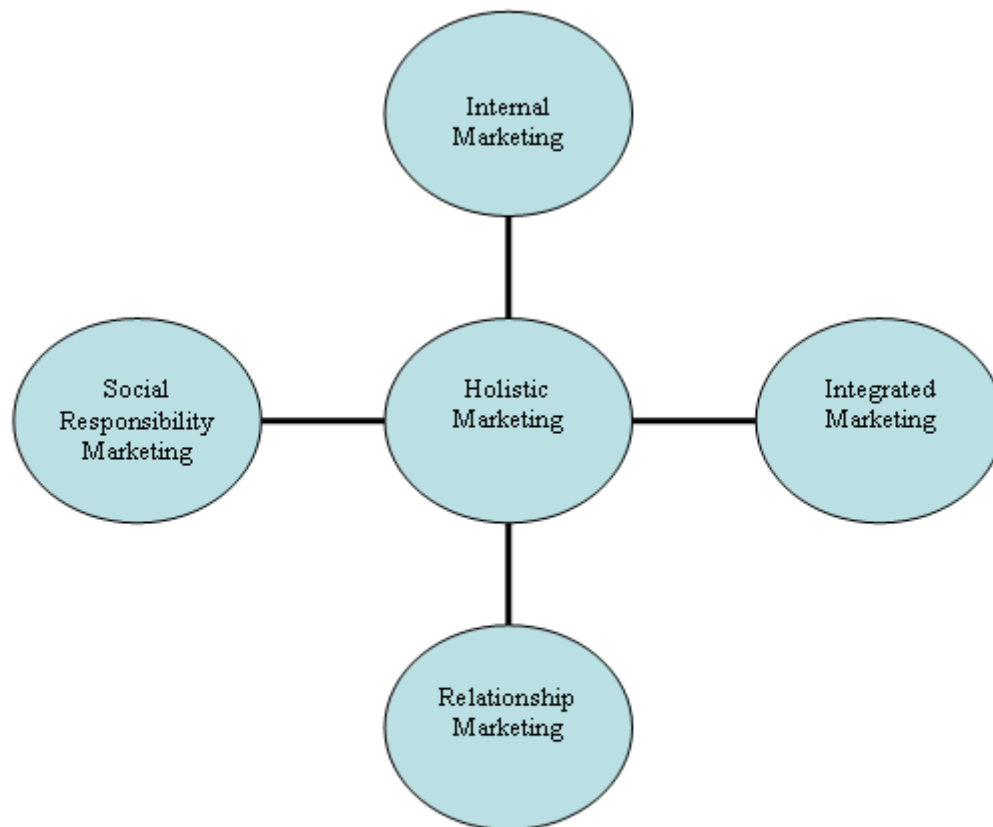 Internal
Marketing
Social
Responsibility
Marketing
Holistic
Marketing
Integrated
Marketing
Relationship
Marketing